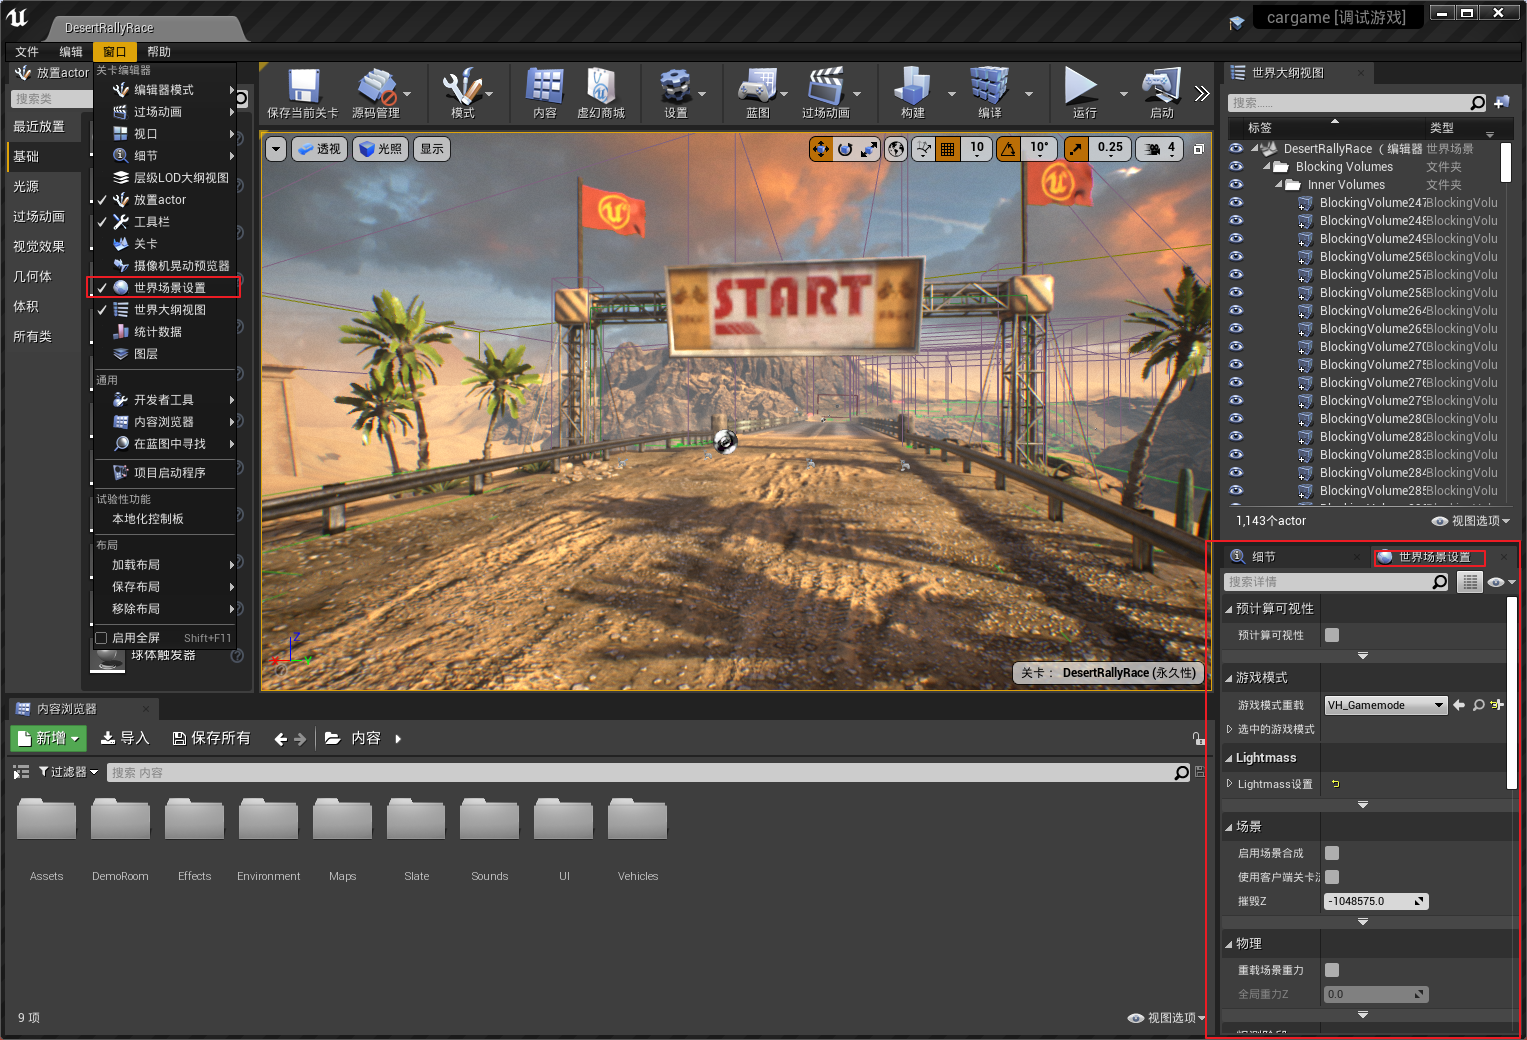 DesertRallyRace
cargame [调试游戏]
文件 编辑 窗口 帮助
放置actor
搜索类
最近放置
基础
光源
过场动画
视觉效果
几何体
体积
所有类
关卡编辑器
编辑器模式
过场动画
视口
细节
层级LOD大纲视图
放置actor
工具栏
关卡
摄像机晃动预览器
世界场景设置
世界大纲视图
统计数据
图层
通用
开发者工具
内容浏览器
在蓝图中寻找
项目启动程序
试验性功能
本地化控制板
布局
加载布局
保存布局
移除布局
启用全屏 Shift+F11
球体触发器
保存当前关卡 源码管理 模式 内容 虚幻商城 设置 蓝图 过场动画 构建 编译 运行 启动
透视 光照 显示
10 10° 0.25 4
START
关卡： DesertRallyRace (永久性)
世界大纲视图
搜索......
标签 类型
DesertRallyRace （ 编辑器 世界场景
Blocking Volumes 文件夹
Inner Volumes 文件夹
BlockingVolume247 BlockingVolu
BlockingVolume248 BlockingVolu
BlockingVolume249 BlockingVolu
BlockingVolume256 BlockingVolu
BlockingVolume257 BlockingVolu
BlockingVolume258 BlockingVolu
BlockingVolume264 BlockingVolu
BlockingVolume265 BlockingVolu
BlockingVolume270 BlockingVolu
BlockingVolume275 BlockingVolu
BlockingVolume276 BlockingVolu
BlockingVolume279 BlockingVolu
BlockingVolume280 BlockingVolu
BlockingVolume282 BlockingVolu
BlockingVolume283 BlockingVolu
BlockingVolume284 BlockingVolu
BlockingVolume285 BlockingVolu
1,143个actor
视图选项
细节 世界场景设置
搜索详情
预计算可视性
预计算可视性
游戏模式
游戏模式重载 VH_Gamemode
选中的游戏模式
Lightmass
Lightmass设置
场景
启用场景合成
使用客户端关卡
摧毁Z -1048575.0
物理
重载场景重力
全局重力Z 0.0
内容浏览器
新增 导入 保存所有 内容
过滤器 搜索 内容
Assets DemoRoom Effects Environment Maps Slate Sounds UI Vehicles
9 项
视图选项